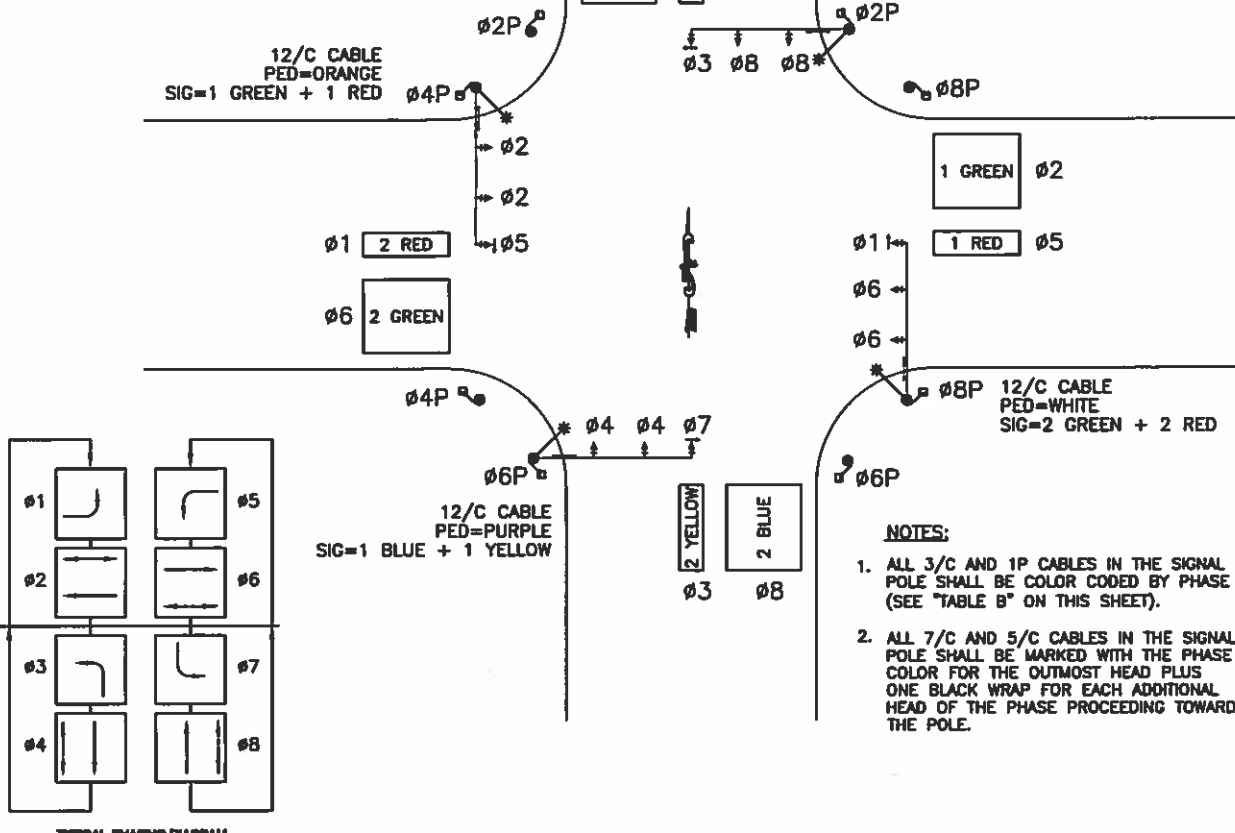 ø2P
ø2P
12/C CABLE
PED=ORANGE
SIG=1 GREEN + 1 RED
ø4P
ø3 ø8 ø8
ø8P
ø2
ø2
ø5
1 GREEN ø2
ø1 2 RED
ø1
1 RED ø5
ø6 2 GREEN
ø6
ø6
ø4P
ø8P
12/C CABLE
PED=WHITE
SIG=2 GREEN + 2 RED
ø4 ø4 ø7
ø6P
ø6P
12/C CABLE
PED=PURPLE
SIG=1 BLUE + 1 YELLOW
2 YELLOW
2 BLUE
ø3 ø8
ø1
ø5
ø2
ø6
ø3
ø7
ø4
ø8
NOTES:
1. ALL 3/C AND 1P CABLES IN THE SIGNAL
POLE SHALL BE COLOR CODED BY PHASE
(SEE "TABLE B" ON THIS SHEET).
2. ALL 7/C AND 5/C CABLES IN THE SIGNAL
POLE SHALL BE MARKED WITH THE PHASE
COLOR FOR THE OUTMOST HEAD PLUS
ONE BLACK WRAP FOR EACH ADDITIONAL
HEAD OF THE PHASE PROCEEDING TOWARD
THE POLE.